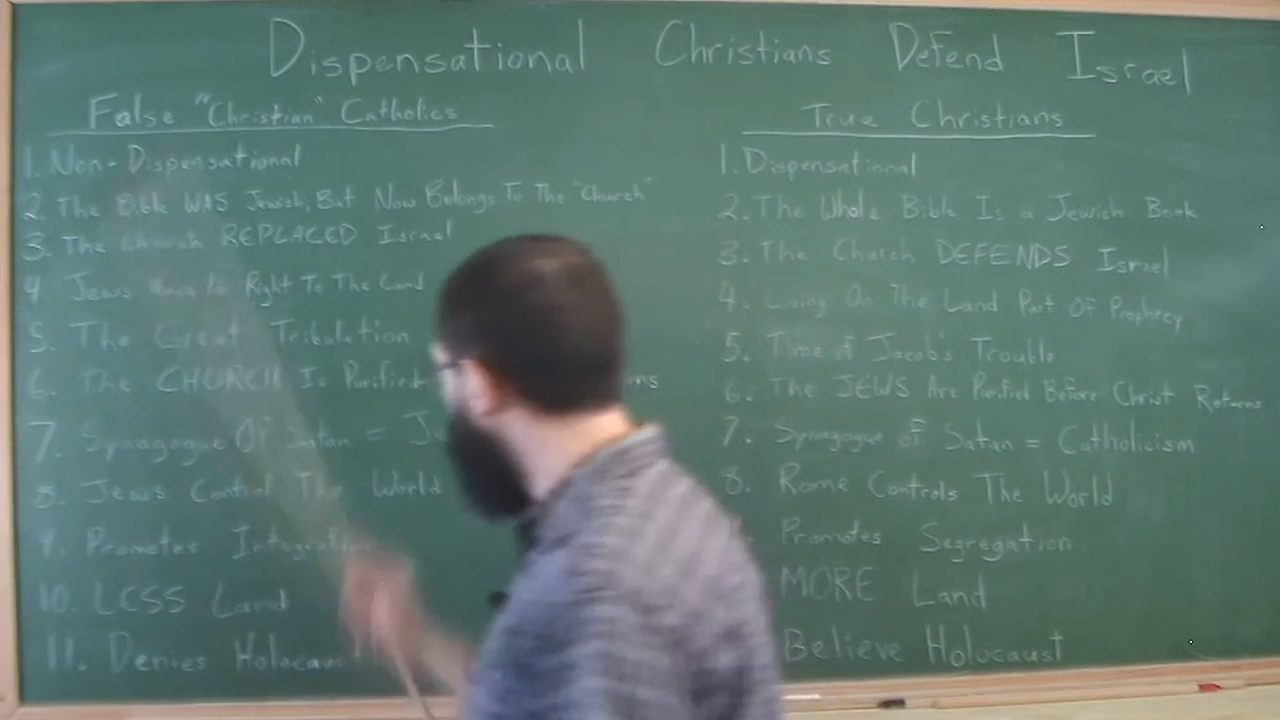 Dispensational Christians Defend Israel
False "Christian" Catholics
1. Non-Dispensational
2. The Bible WAS Jewish, But Now Belongs To The "Church"
3. The Church REPLACED Israel
4 Jews Have No Right To The Land
5. The Great Tribulation
6. The CHURCH Is Purified
7. Synagogue Of Satan =
8. Jews Control The World
9. Promotes Integration
10. LESS Land
11. Denies Holocaust
True Christians
1. Dispensational
2. The Whole Bible Is a Jewish Book
3. The Church DEFENDS Israel
4. Living On The Land Part Of Prophecy
5. Time of Jacob's Trouble
6. The JEWS Are Purified Before Christ Returns
7. Synagogue of Satan = Catholicism
8. Rome Controls The World
Promotes Segregation
MORE Land
Believe Holocaust